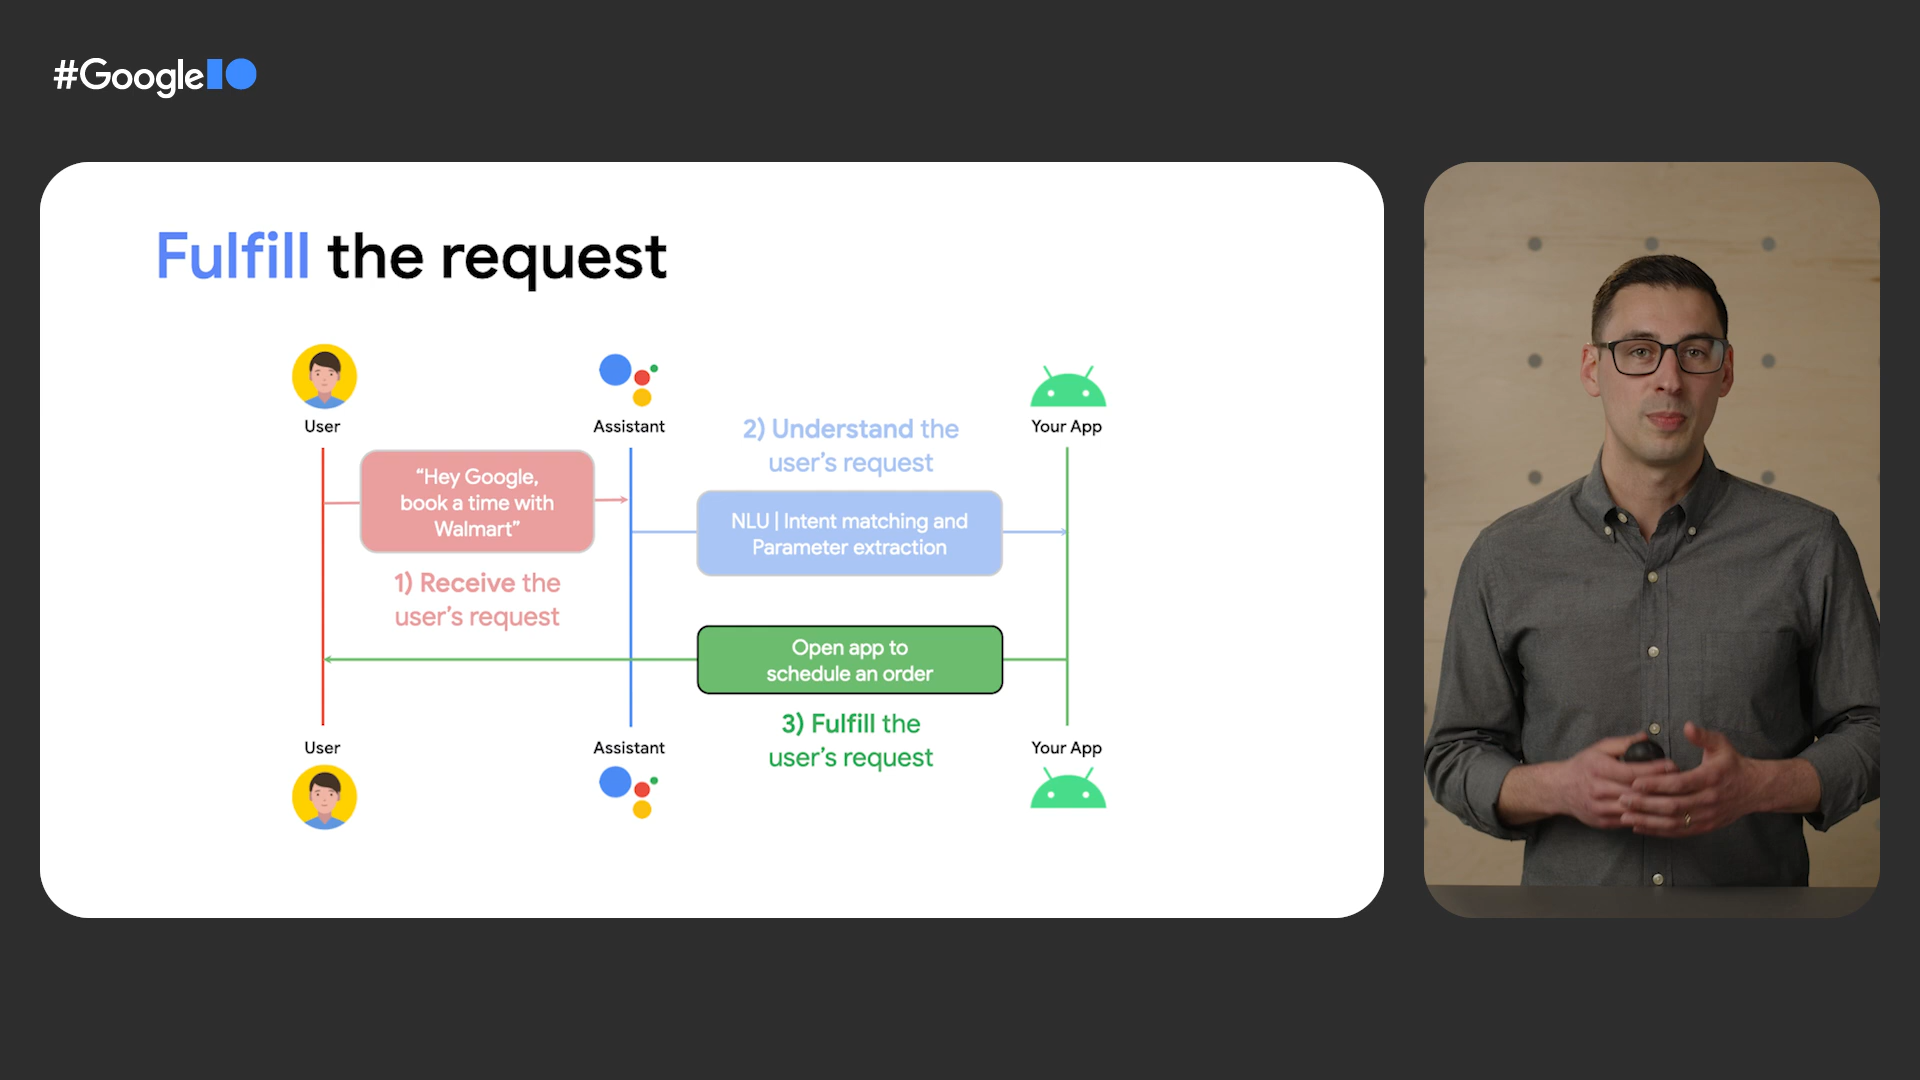 #GoogleIO
Fulfill the request
User
Assistant
Your App
“Hey Google,
book a time with
Walmart”
1) Receive the
user’s request
2) Understand the
user’s request
NLU | Intent matching and
Parameter extraction
Open app to
schedule an order
3) Fulfill the
user’s request
User
Assistant
Your App